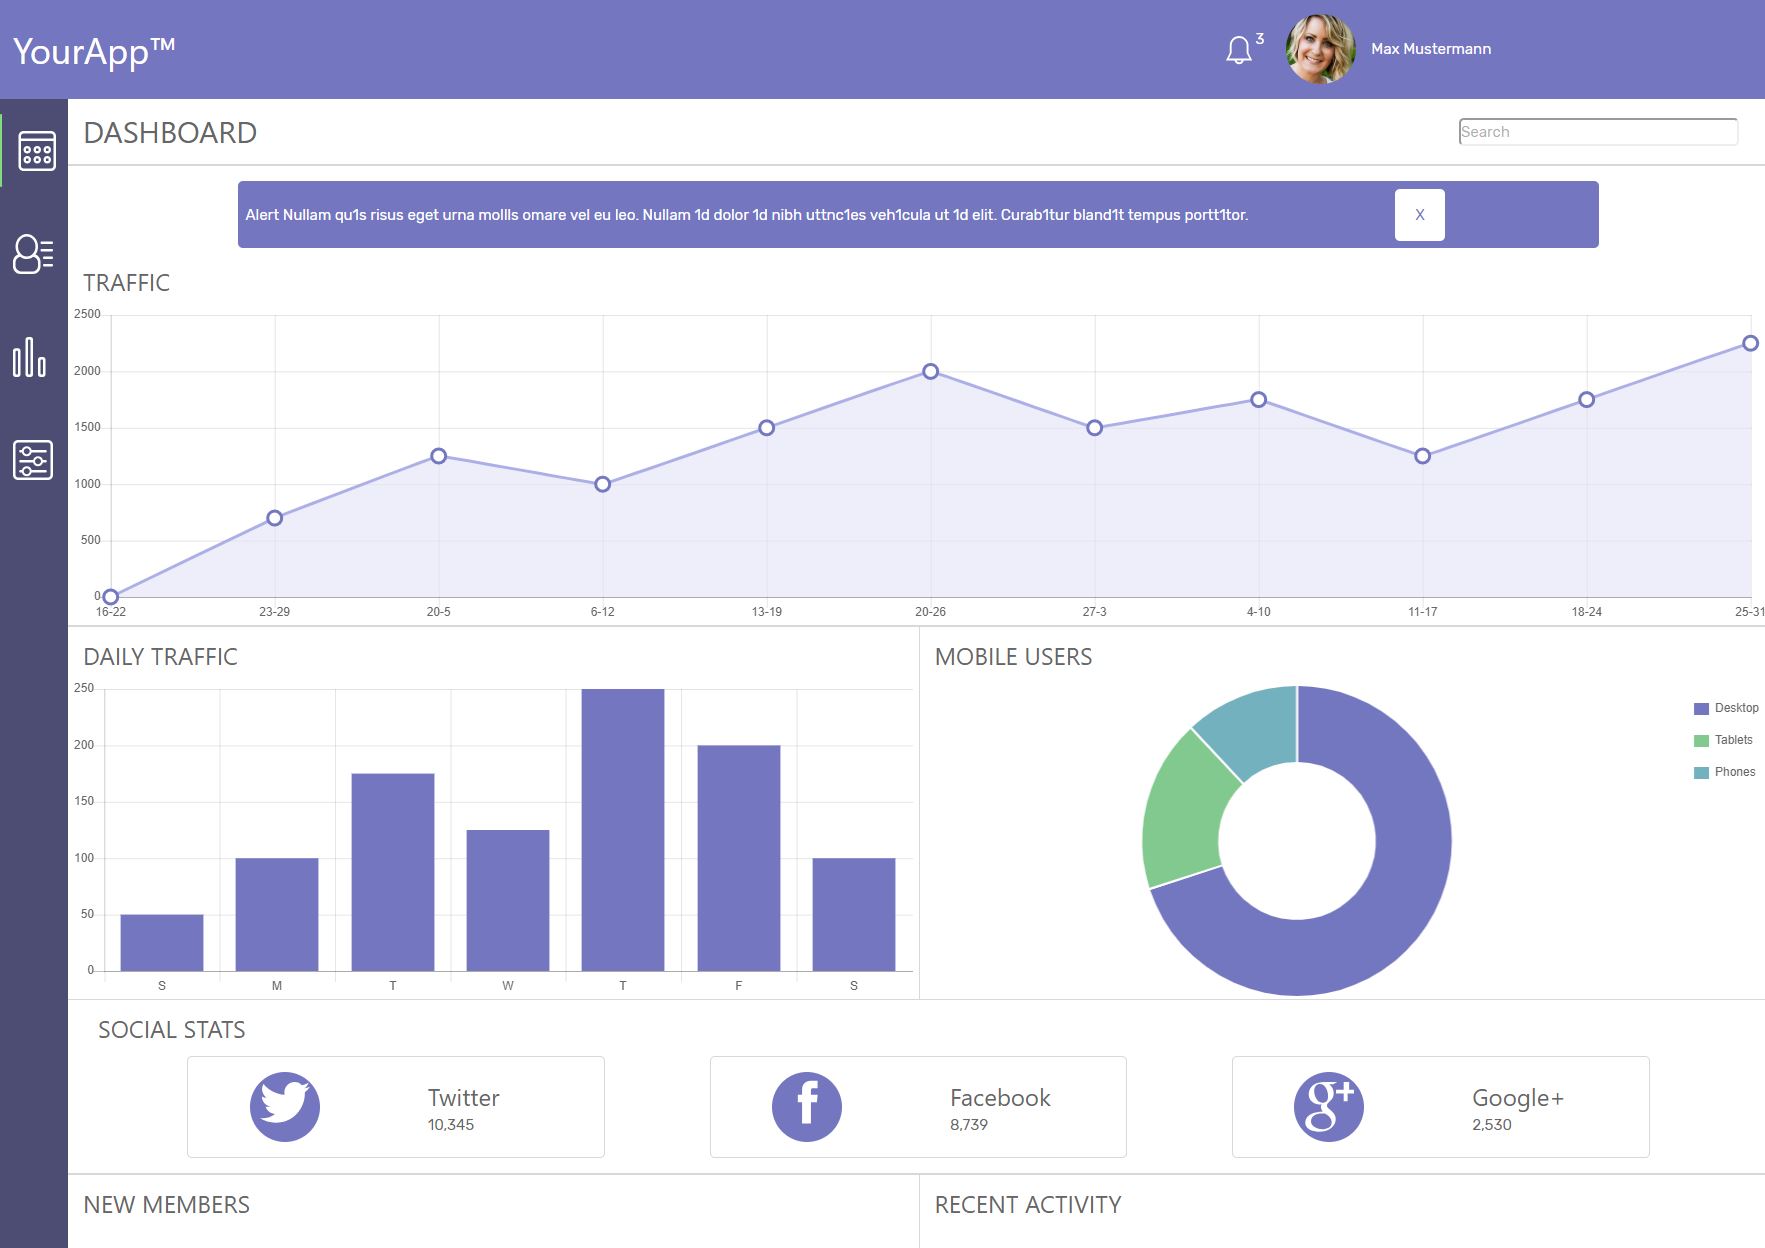 YourApp™
3
Max Mustermann
DASHBOARD
Search
Alert Nullam qu1s risus eget urna mollls omare vel eu leo. Nullam 1d dolor 1d nibh uttnc1es veh1cula ut 1d elit. Curab1tur bland1t tempus portt1tor.
X
TRAFFIC
2500
2000
1500
1000
500
0
16-22 23-29 20-5 6-12 13-19 20-26 27-3 4-10 11-17 18-24 25-31
DAILY TRAFFIC
250
200
150
100
50
0
S M T W T F S
MOBILE USERS
Desktop
Tablets
Phones
SOCIAL STATS
Twitter
10,345
Facebook
8,739
g+
Google+
2,530
NEW MEMBERS
RECENT ACTIVITY